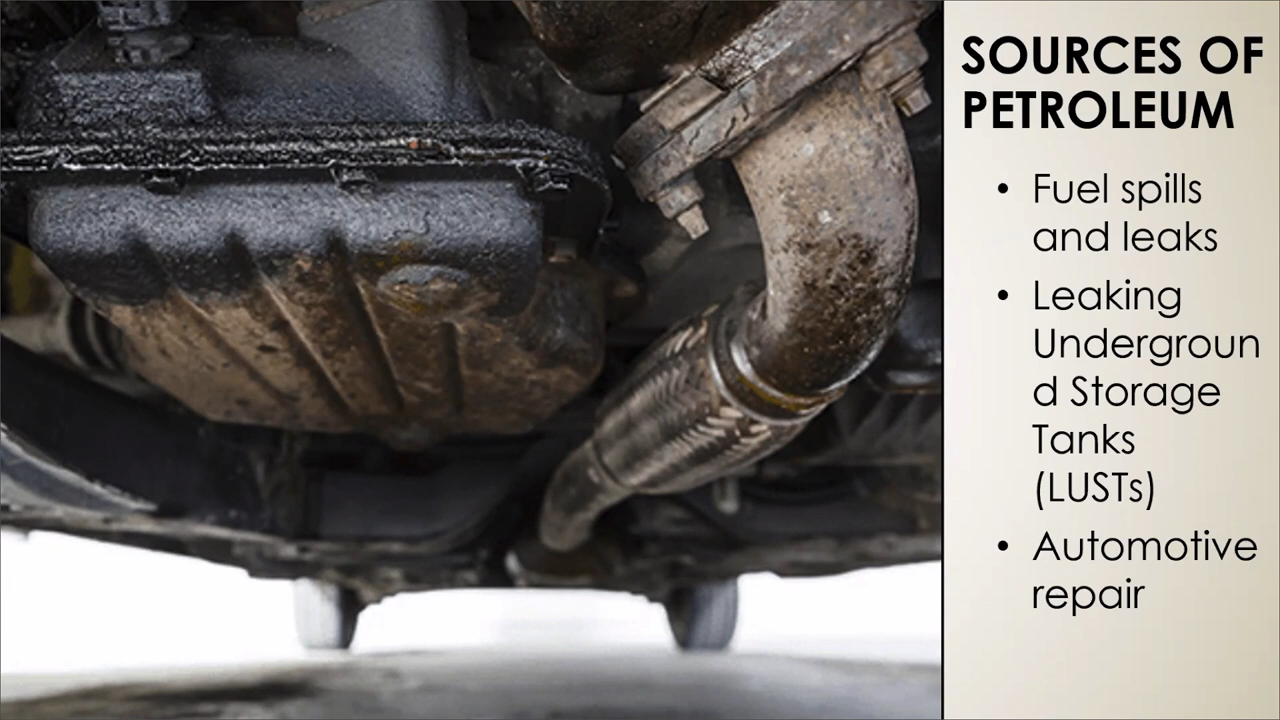 SOURCES OF
PETROLEUM
• Fuel spills
and leaks
• Leaking
Undergroun
d Storage
Tanks
(LUSTs)
• Automotive
repair